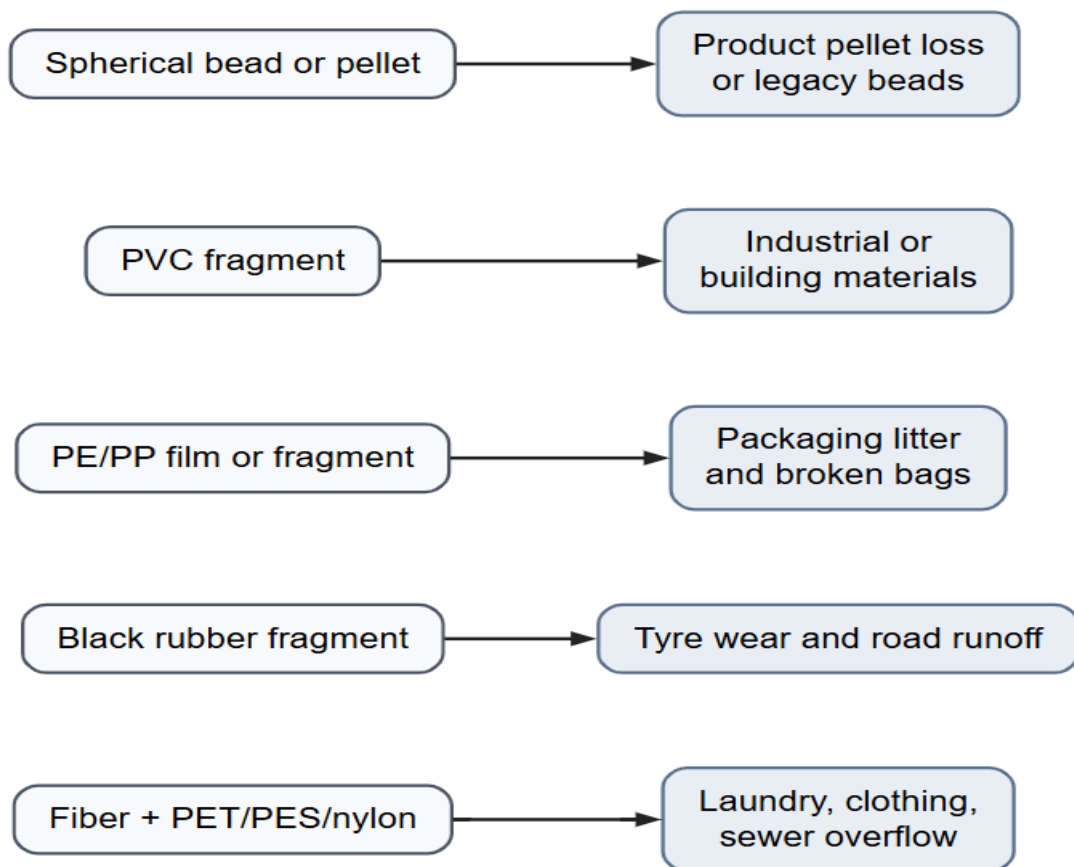 Spherical bead or pellet
Product pellet loss
or legacy beads
PVC fragment
Industrial or
building materials
PE/PP film or fragment
Packaging litter
and broken bags
Black rubber fragment
Tyre wear and road runoff
Fiber + PET/PES/nylon
Laundry, clothing,
sewer overflow